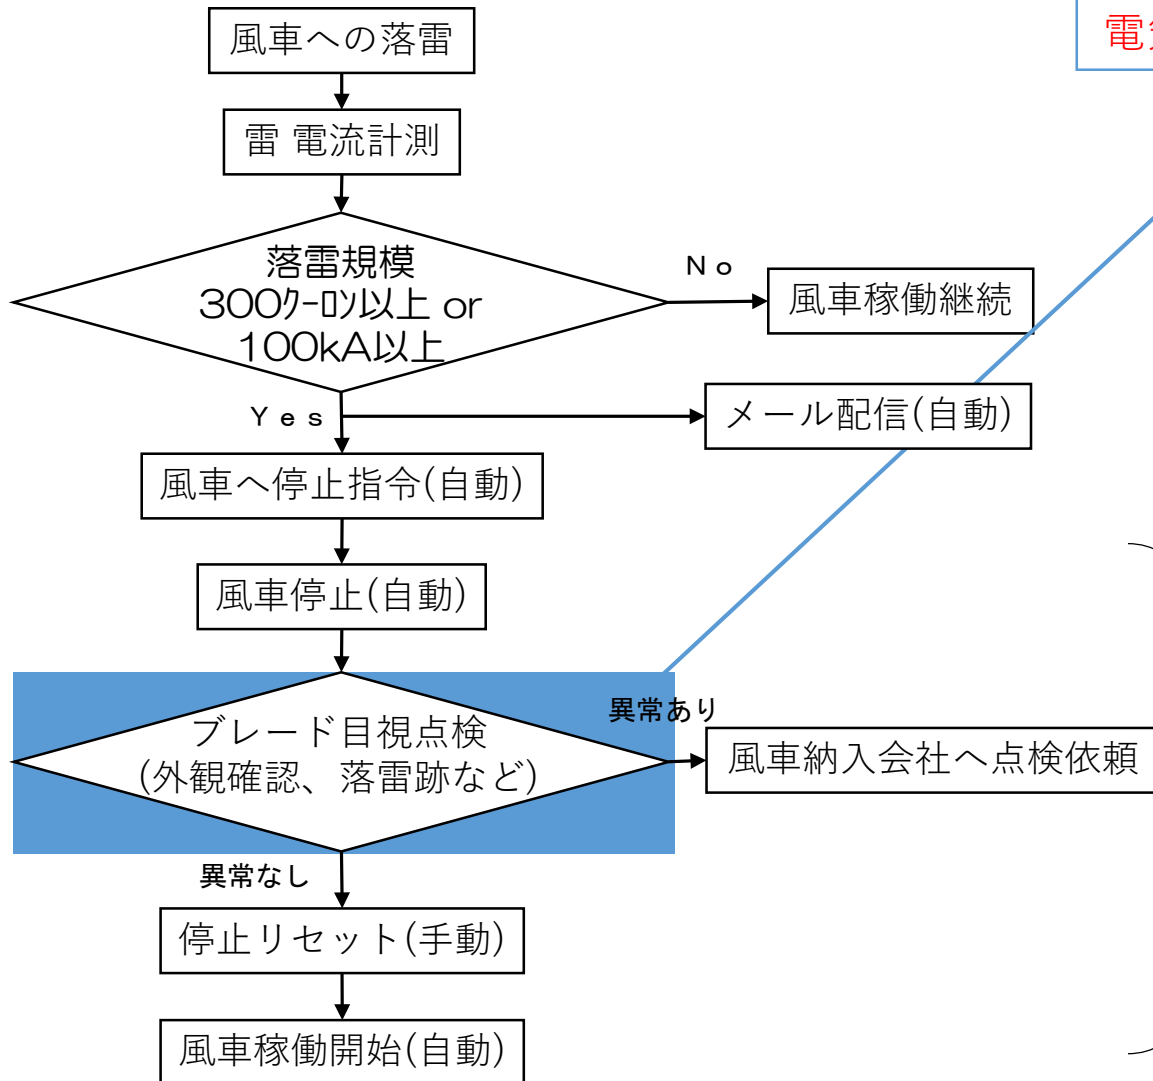 風車への落雷
電
雷 電流計測
落雷規模
300ｸｰﾛﾝ以上 or
100kA以上
Ｎｏ
風車稼働継続
Ｙｅｓ
メール配信(自動)
風車へ停止指令(自動)
風車停止(自動)
ブレード目視点検
(外観確認、落雷跡など)
異常あり
風車納入会社へ点検依頼
異常なし
停止リセット(手動)
風車稼働開始(自動)